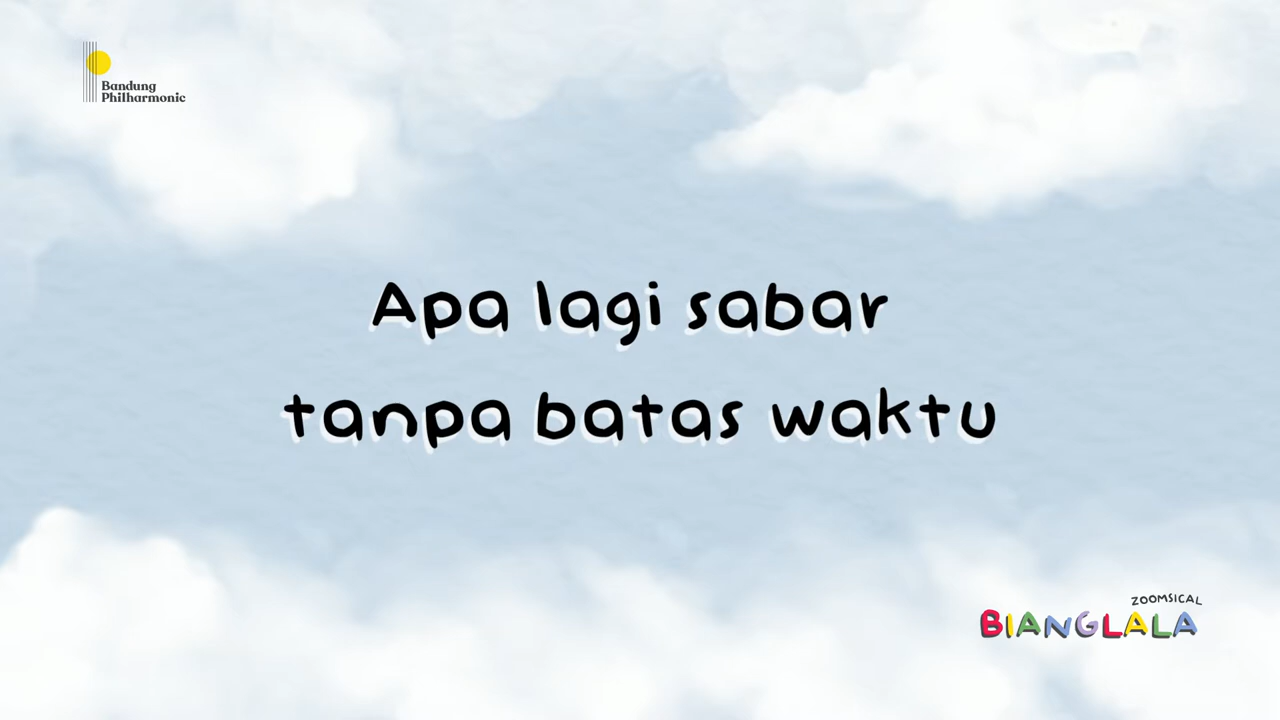 Bandung
Philharmonic
Apa lagi sabar
tanpa batas waktu
ZOOMSICAL
BIANGLALA